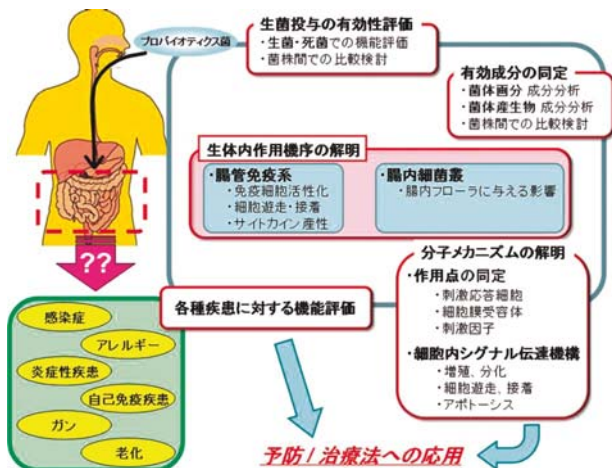 プロバイオティクス菌
生菌投与の有効性評価
・生菌・死菌での機能評価
・菌株間での比較検討
有効成分の同定
・菌体画分 成分分析
・菌体産生物 成分分析
・菌株間での比較検討
生体内作用機序の解明
・腸管免疫系
・免疫細胞活性化
・細胞遊走・接着
・サイトカイン産性
・腸内細菌叢
・腸内フローラに与える影響
分子メカニズムの解明
・作用点の同定
・刺激応答細胞
・細胞膜受容体
・刺激因子
・細胞内シグナル伝達機構
・増殖、分化
・細胞遊走、接着
・アポトーシス
各種疾患に対する機能評価
??
感染症
アレルギー
炎症性疾患
自己免疫疾患
ガン
老化
予防/治療法への応用